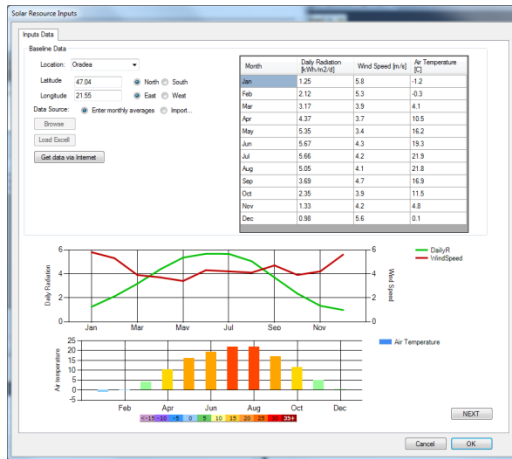 Solar Resource Inputs
Inputs Data
Baseline Data
Location: Oradea
Latitude 47.04 North South
Longitude 21.55 East West
Data Source: Enter monthly averages Import...
Browse
Load Excell
Get data via Internet
Month Daily Radiation [kWh/m2/d] Wind Speed [m/s] Air Temperature [C]
Jan 1.25 5.8 -1.2
Feb 2.12 5.3 -0.3
Mar 3.17 3.9 4.1
Apr 4.37 3.7 10.5
May 5.35 3.4 16.2
Jun 5.67 4.3 19.3
Jul 5.66 4.2 21.9
Aug 5.05 4.1 21.8
Sep 3.69 4.7 16.9
Oct 2.35 3.9 11.5
Nov 1.33 4.2 4.8
Dec 0.98 5.6 0.1
Daily Radiation
6
4
2
0
Jan Mar May Jul Sep Nov
6
4
2
0
Wind Speed
DailyR
WindSpeed
Air temperature
25
20
15
10
5
0
-5
Feb Apr Jun Aug Oct Dec
Air Temperature
<-15 -10 -5 0 5 10 15 20 25 30 35+
NEXT
Cancel OK